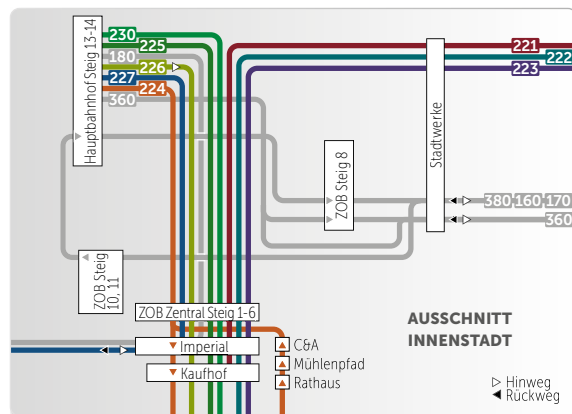 Hauptbahnhof Steig 13-14
230
225
180
226
227
224
360
221
222
223
Stadtwerke
ZOB Steig 8
380 160 170
360
ZOB Steig
10, 11
ZOB Zentral Steig 1-6
Imperial
Kaufhof
C&A
Mühlenpfad
Rathaus
AUSSCHNITT
INNENSTADT
Hinweg
Rückweg